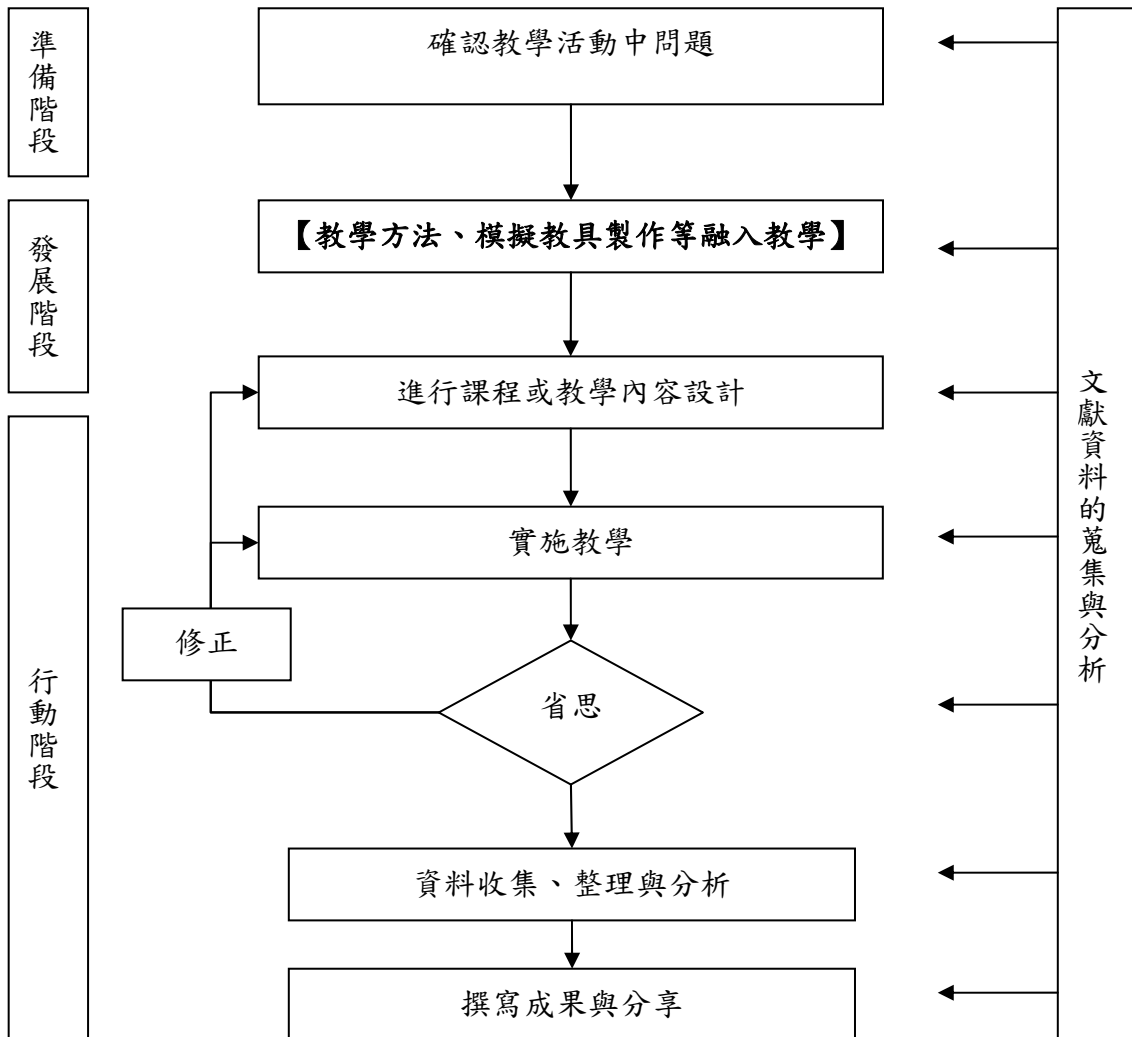 準備階段
確認教學活動中問題
發展階段
【教學方法、模擬教具製作等融入教學】
進行課程或教學內容設計
行動階段
實施教學
修正
省思
資料收集、整理與分析
撰寫成果與分享
文獻資料的蒐集與分析